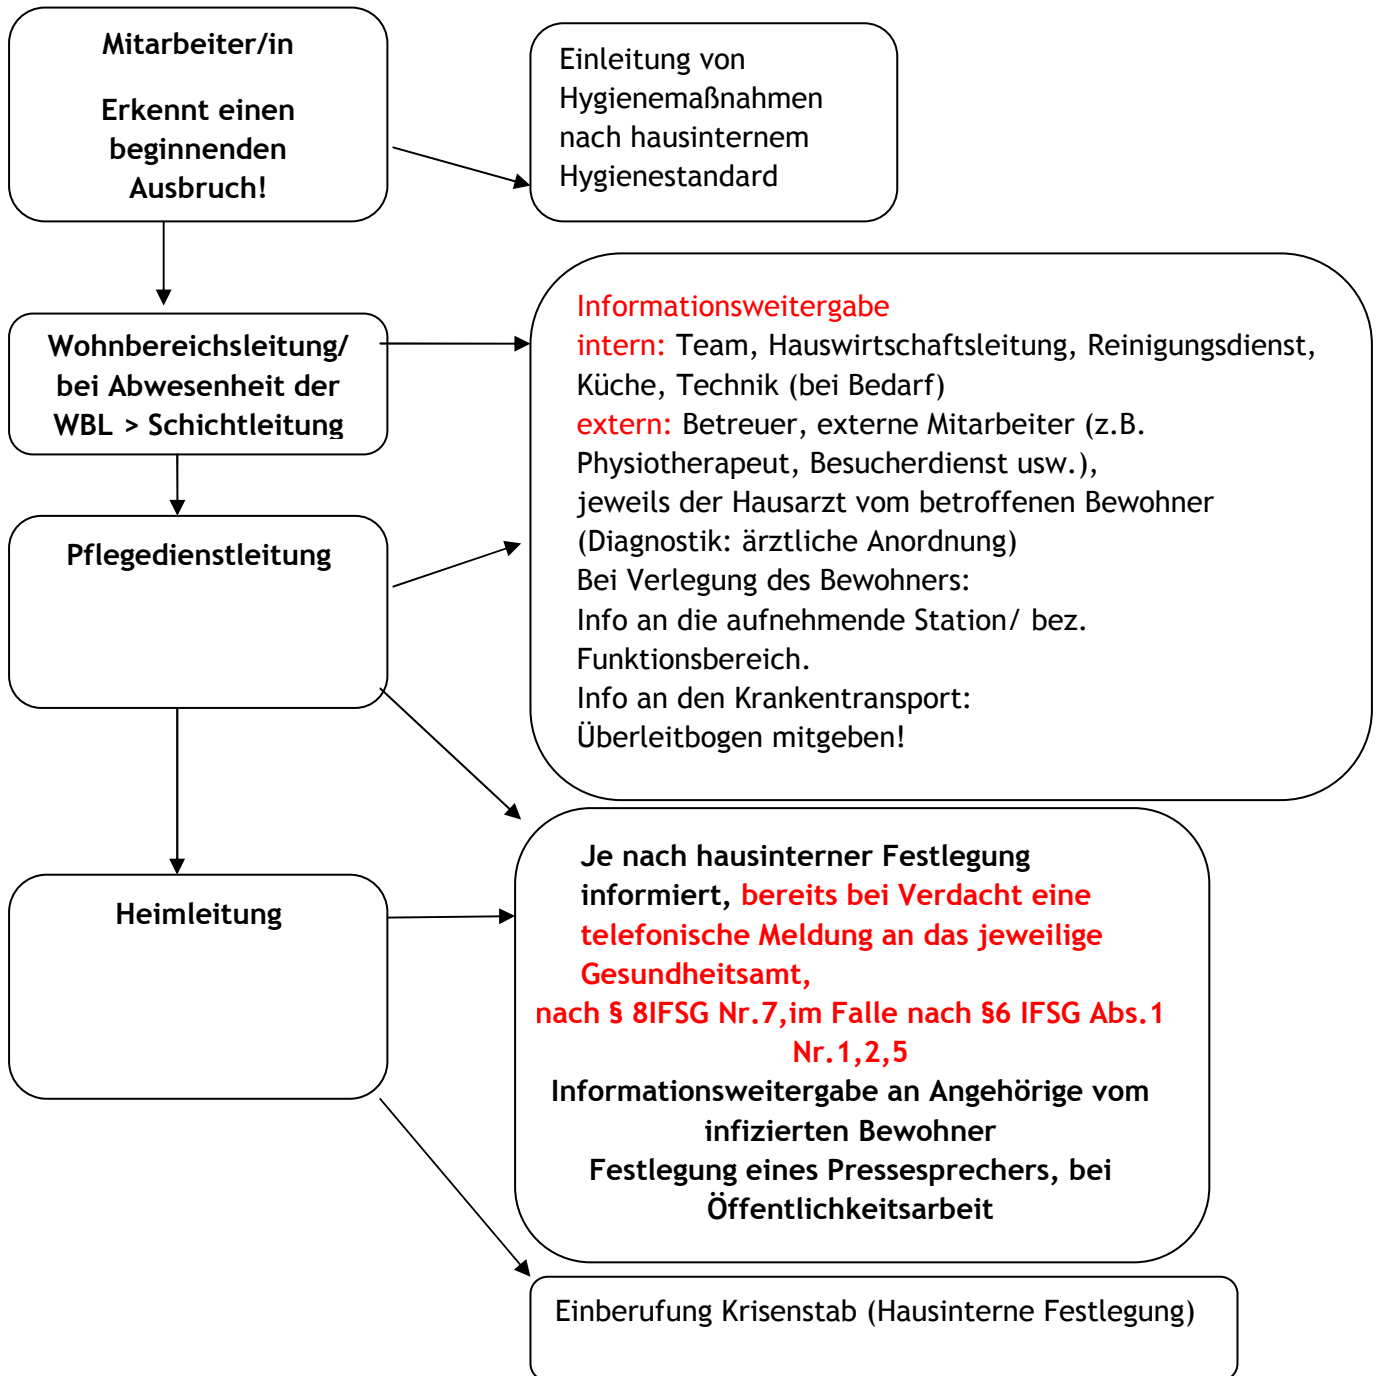 Mitarbeiter/in
Erkennt einen
beginnenden
Ausbruch!
Einleitung von
Hygienemaßnahmen
nach hausinternem
Hygienestandard
Wohnbereichsleitung/
bei Abwesenheit der
WBL > Schichtleitung
Informationsweitergabe
intern: Team, Hauswirtschaftsleitung, Reinigungsdienst,
Küche, Technik (bei Bedarf)
extern: Betreuer, externe Mitarbeiter (z.B.
Physiotherapeut, Besucherdienst usw.),
jeweils der Hausarzt vom betroffenen Bewohner
(Diagnostik: ärztliche Anordnung)
Bei Verlegung des Bewohners:
Info an die aufnehmende Station/ bez.
Funktionsbereich.
Info an den Krankentransport:
Überleitbogen mitgeben!
Pflegedienstleitung
Heimleitung
Je nach hausinterner Festlegung
informiert, bereits bei Verdacht eine
telefonische Meldung an das jeweilige
Gesundheitsamt,
nach § 8IFSG Nr.7,im Falle nach §6 IFSG Abs.1
Nr.1,2,5
Informationsweitergabe an Angehörige vom
infizierten Bewohner
Festlegung eines Pressesprechers, bei
Öffentlichkeitsarbeit
Einberufung Krisenstab (Hausinterne Festlegung)